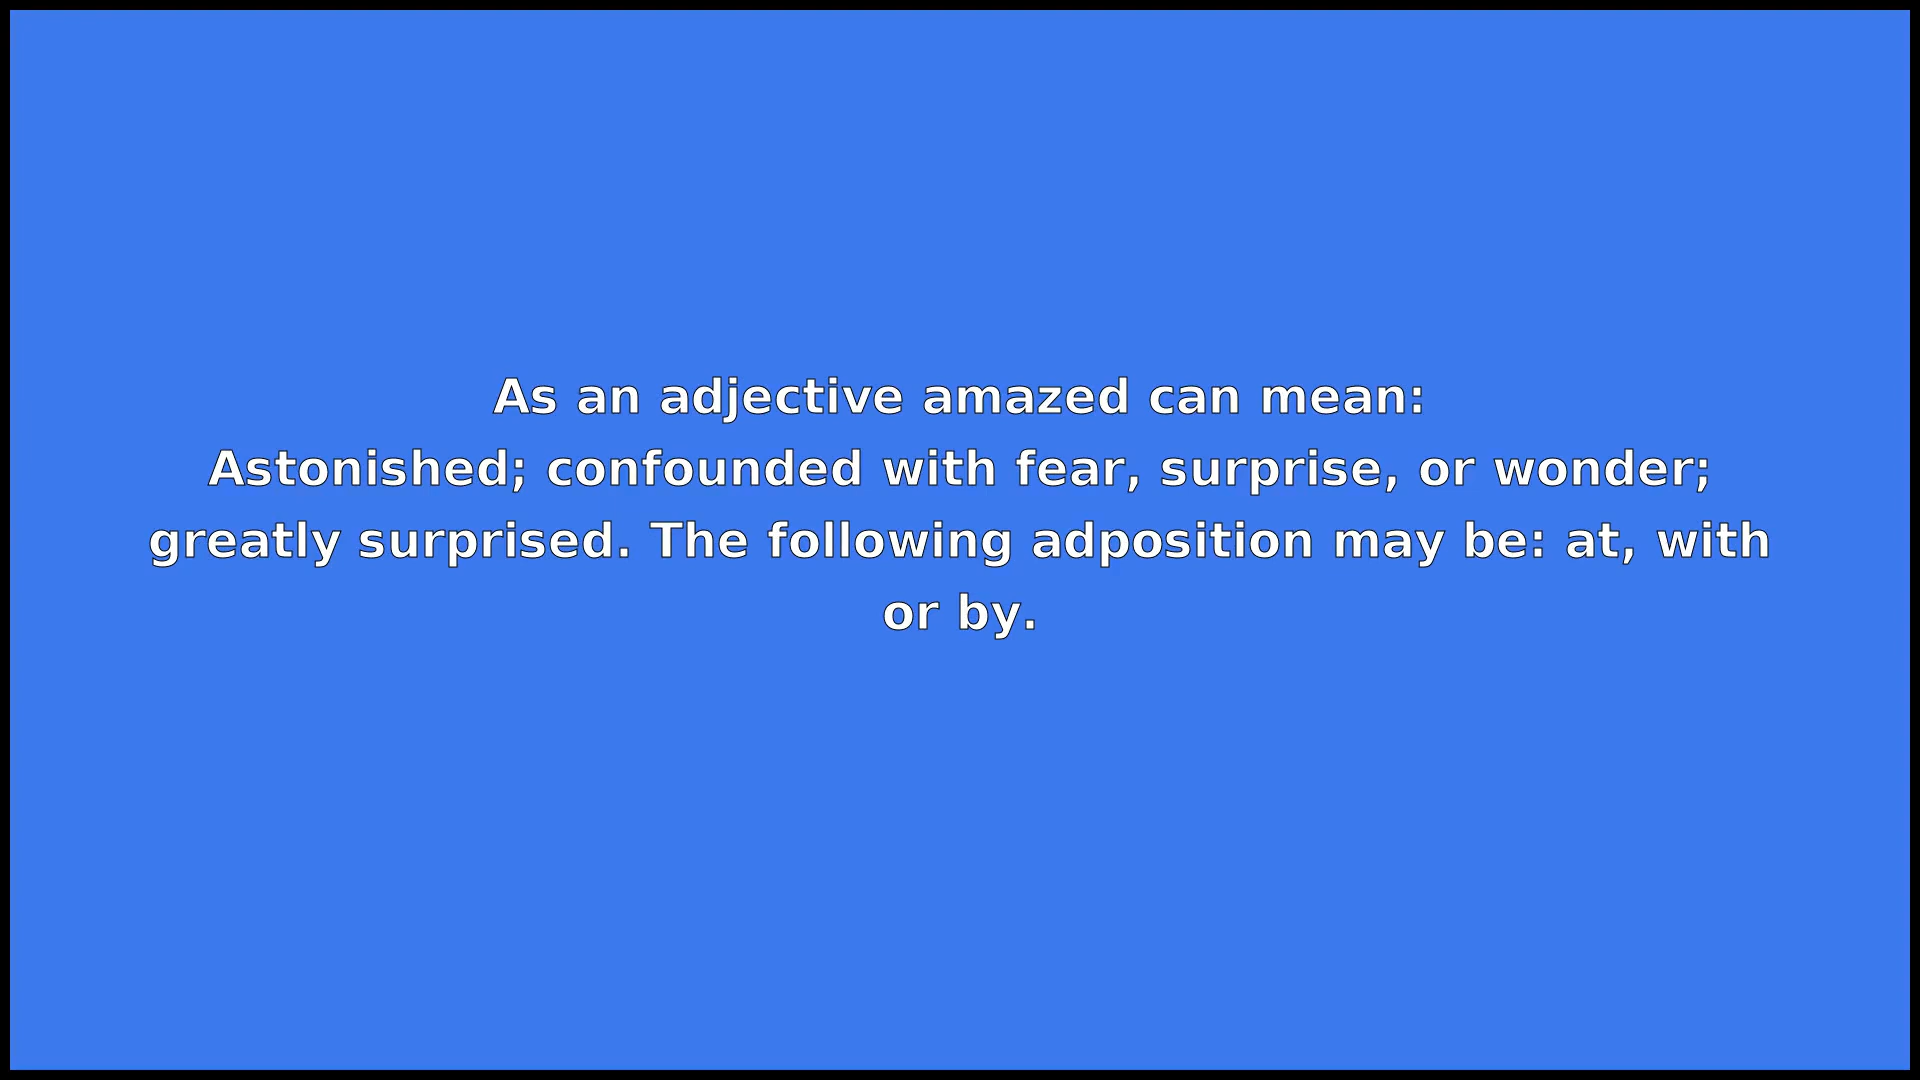 As an adjective amazed can mean:
Astonished; confounded with fear, surprise, or wonder;
greatly surprised. The following adposition may be: at, with
or by.